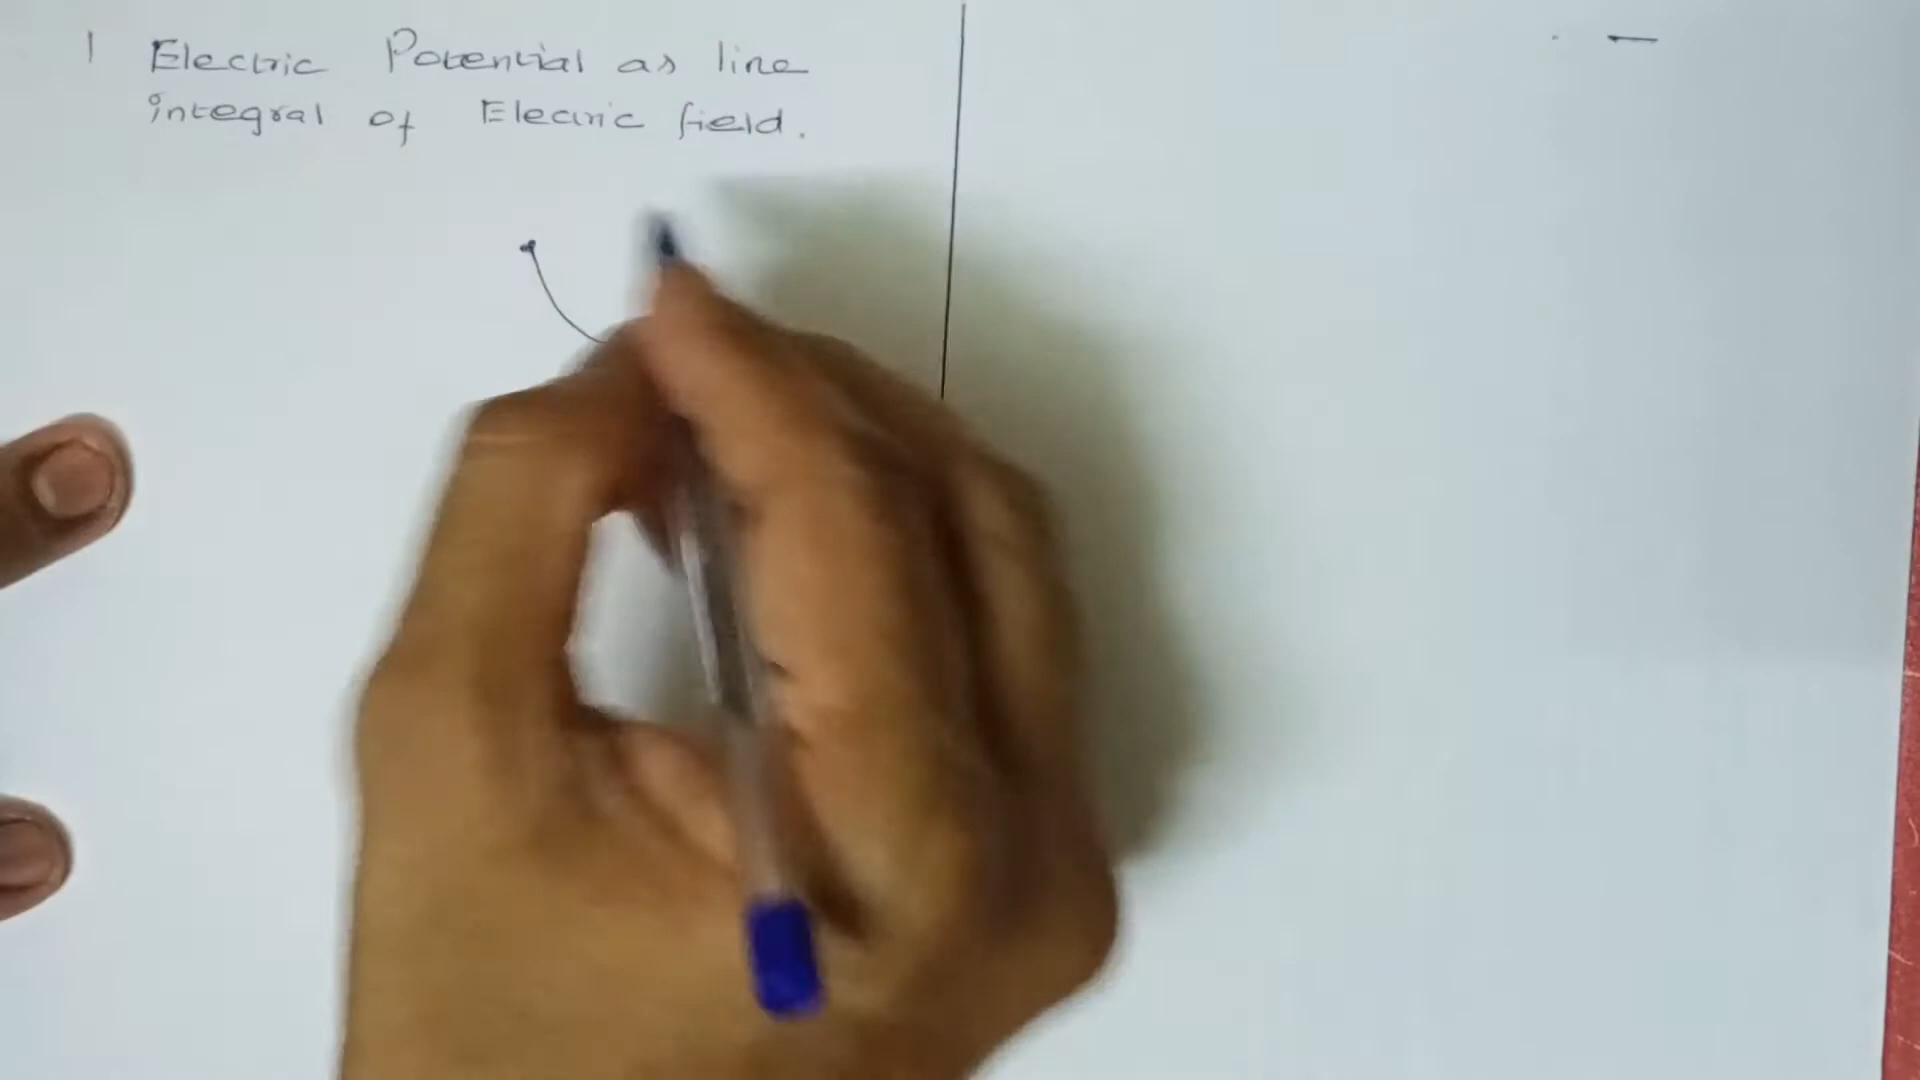 1 Electric Potential as line
integral of Electric field.